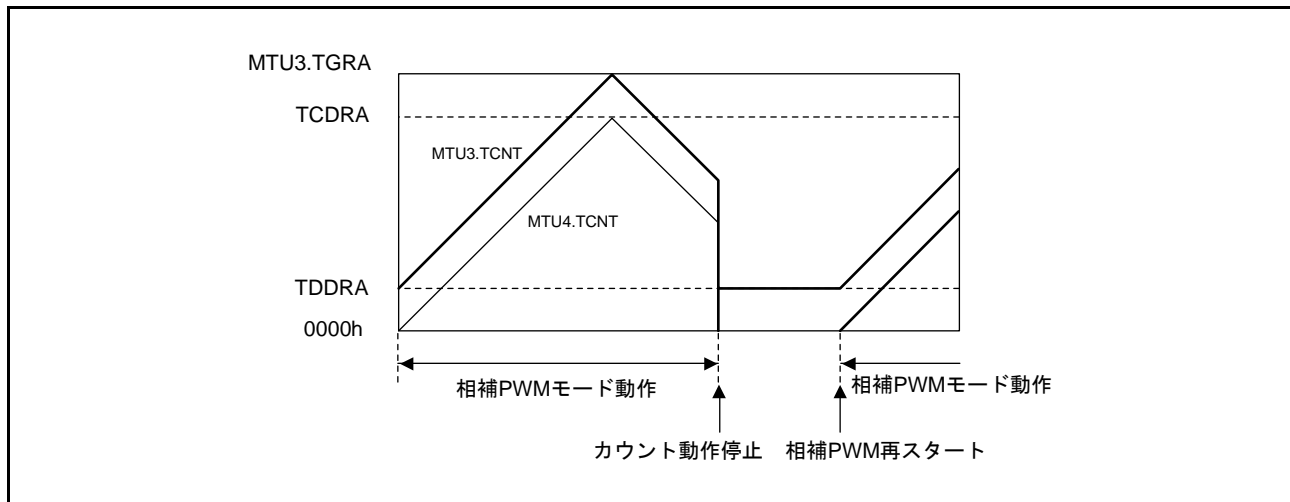 MTU3.TGRA
TCDRA
MTU3.TCNT
MTU4.TCNT
TDDRA
0000h
相補PWMモード動作
相補PWMモード動作
カウント動作停止
相補PWM再スタート